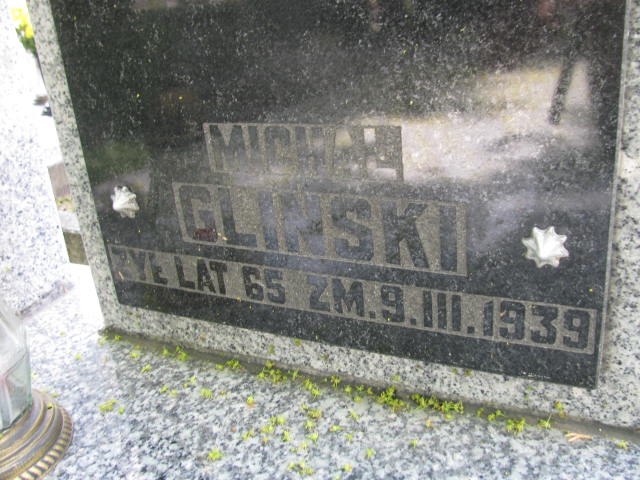 MICHAŁ
GLIŃSKI
ŻYŁ LAT 65 ZM. 9.III.1939